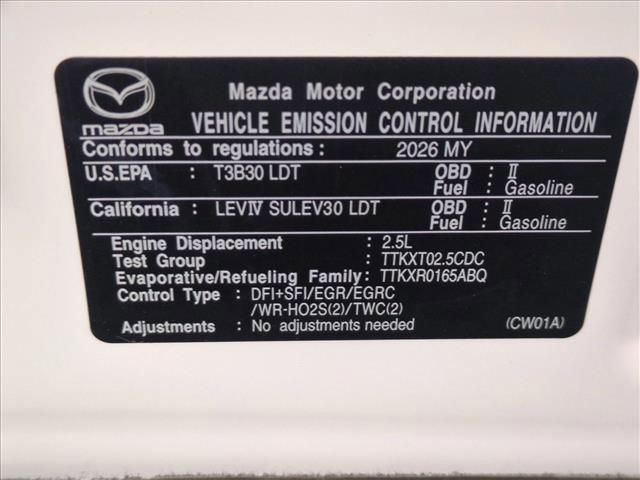 Mazda Motor Corporation
mazda VEHICLE EMISSION CONTROL INFORMATION
Conforms to regulations : 2026 MY
U.S.EPA : T3B30 LDT OBD : II
Fuel : Gasoline
California : LEVIV SULEV30 LDT OBD : II
Fuel : Gasoline
Engine Displacement : 2.5L
Test Group : TTKXT02.5CDC
Evaporative/Refueling Family: TTKXR0165ABQ
Control Type : DFI+SFI/EGR/EGRC
/WR-HO2S(2)/TWC(2)
Adjustments : No adjustments needed (CW01A)